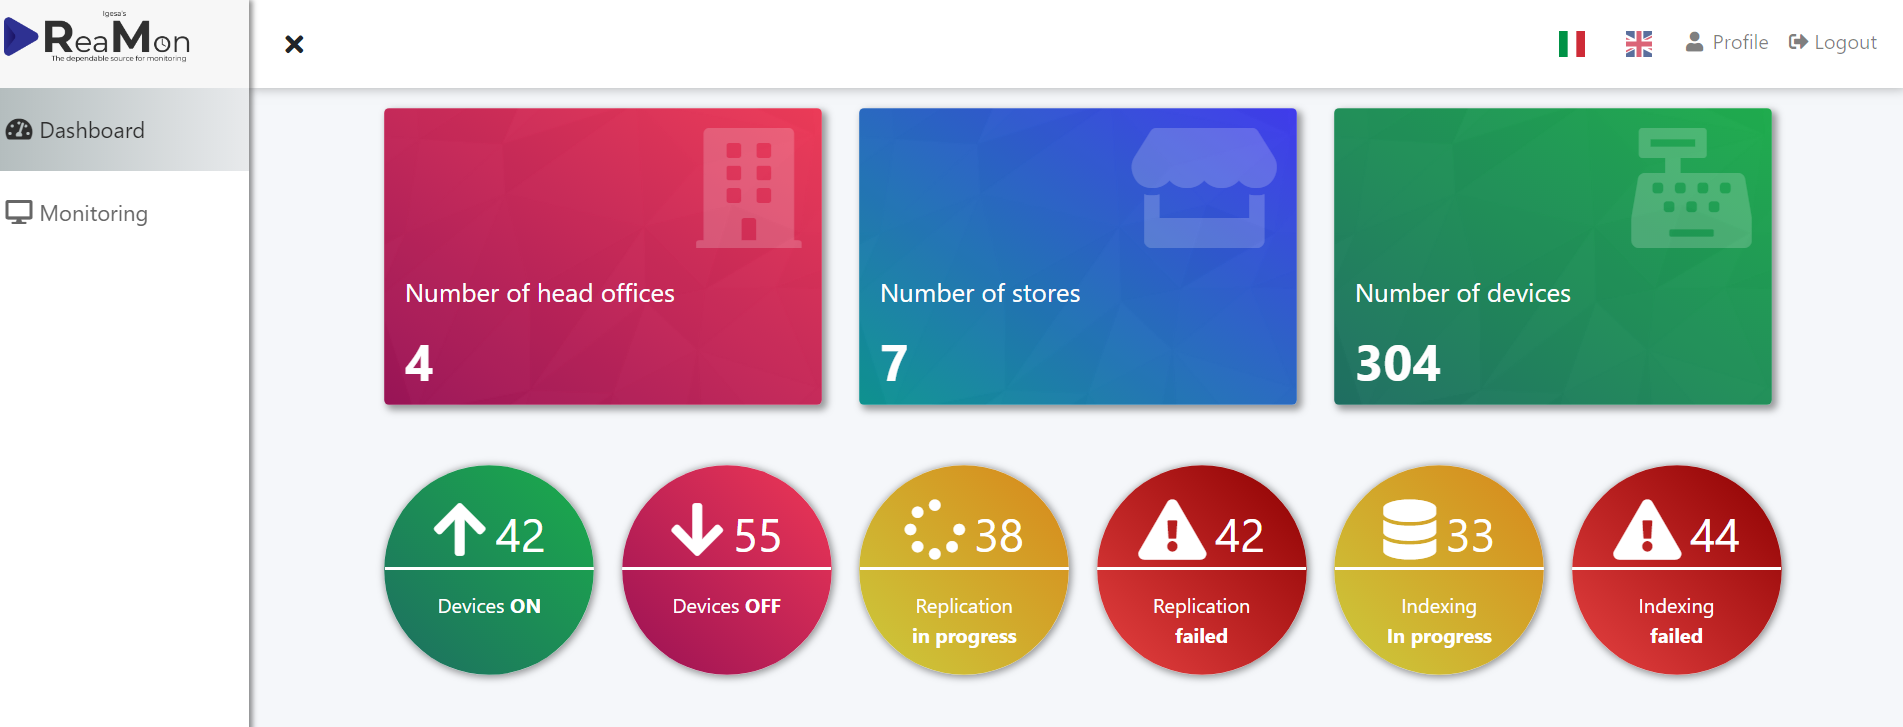 Igesa's
ReaMon
The dependable source for monitoring
Profile
Logout
Dashboard
Monitoring
Number of head offices
4
Number of stores
7
Number of devices
304
42
Devices ON
55
Devices OFF
38
Replication
in progress
42
Replication
failed
33
Indexing
In progress
44
Indexing
failed